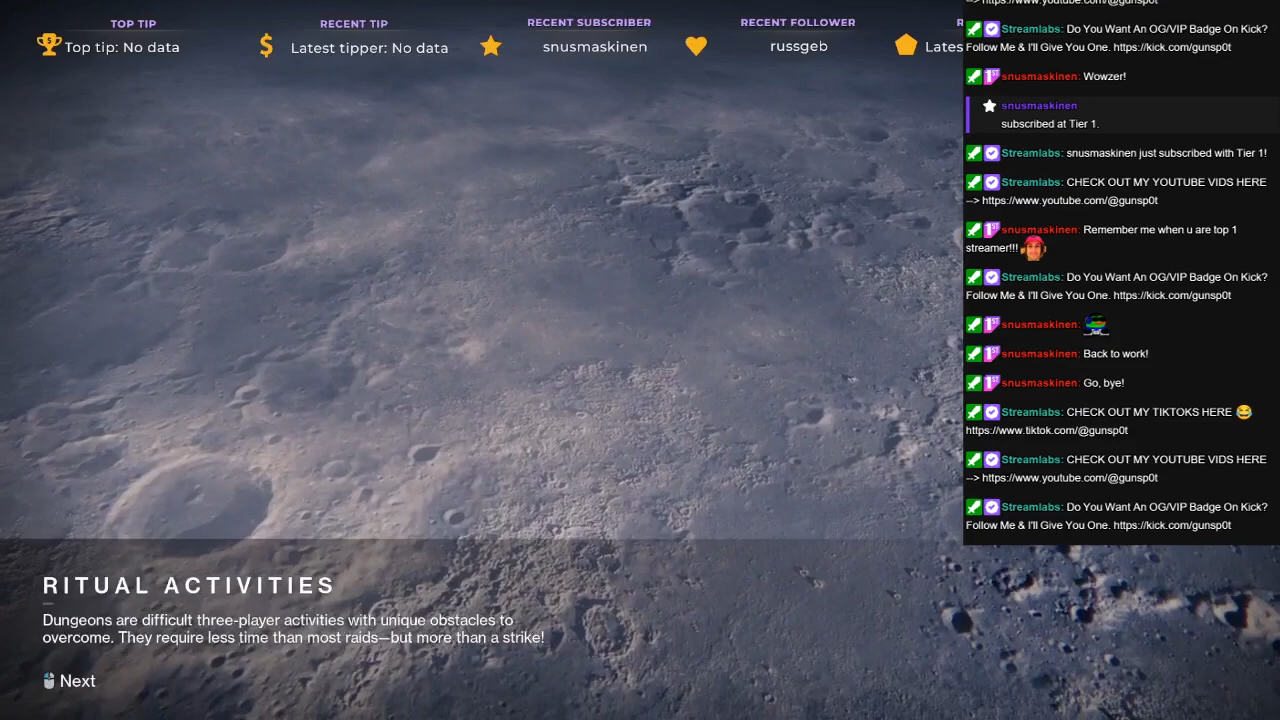 TOP TIP
Top tip: No data
RECENT TIP
Latest tipper: No data
RECENT SUBSCRIBER
snusmaskinen
RECENT FOLLOWER
russgeb
R
Lates
https://kick.com/gunsp0t
Streamlabs: Do You Want An OG/VIP Badge On Kick?
Follow Me & I'll Give You One. https://kick.com/gunsp0t
snusmaskinen: Wowzer!
snusmaskinen
subscribed at Tier 1.
Streamlabs: snusmaskinen just subscribed with Tier 1!
Streamlabs: CHECK OUT MY YOUTUBE VIDS HERE
--> https://www.youtube.com/@gunsp0t
snusmaskinen: Remember me when u are top 1
streamer!!!
Streamlabs: Do You Want An OG/VIP Badge On Kick?
Follow Me & I'll Give You One. https://kick.com/gunsp0t
snusmaskinen:
snusmaskinen: Back to work!
snusmaskinen: Go, bye!
Streamlabs: CHECK OUT MY TIKTOKS HERE 😂
https://www.tiktok.com/@gunsp0t
Streamlabs: CHECK OUT MY YOUTUBE VIDS HERE
--> https://www.youtube.com/@gunsp0t
Streamlabs: Do You Want An OG/VIP Badge On Kick?
Follow Me & I'll Give You One. https://kick.com/gunsp0t
RITUAL ACTIVITIES
Dungeons are difficult three-player activities with unique obstacles to
overcome. They require less time than most raids—but more than a strike!
Next